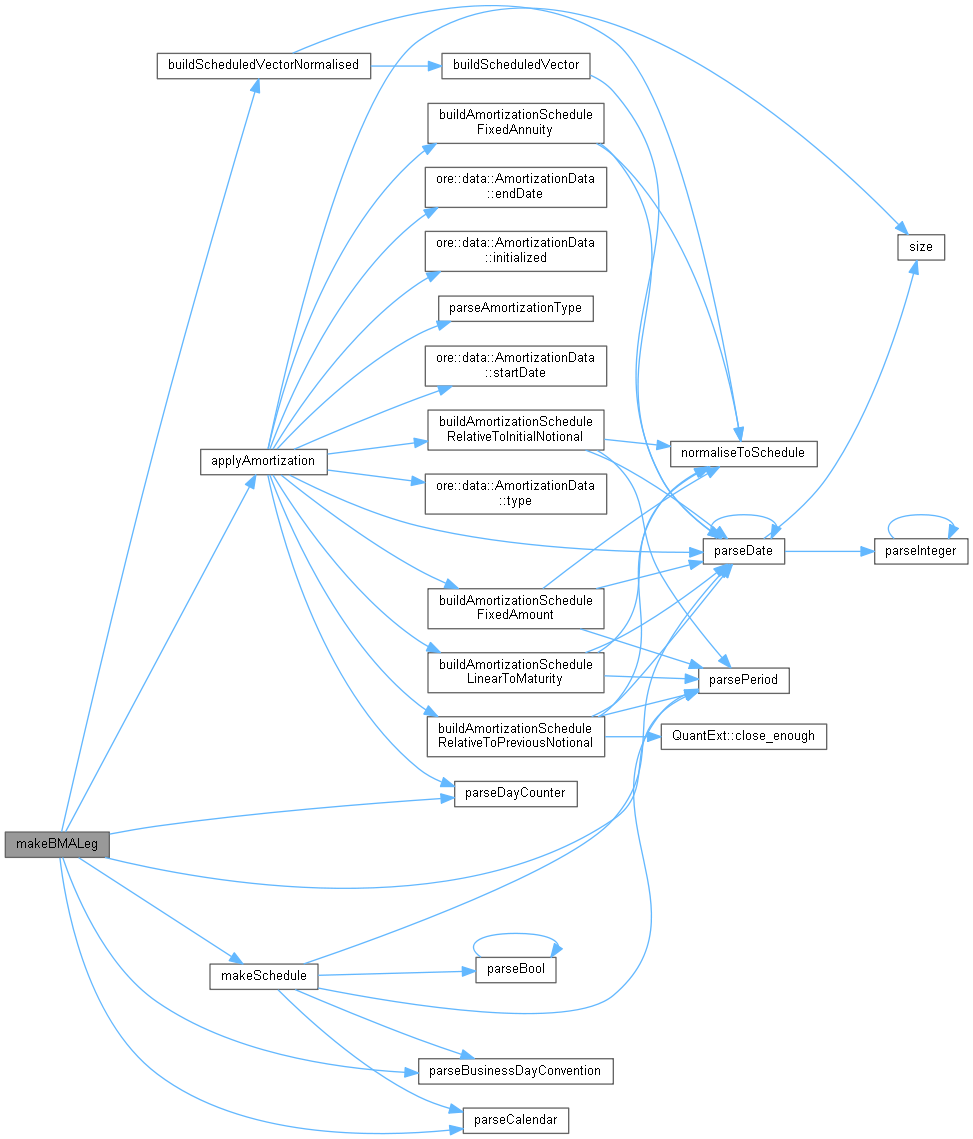 buildScheduledVectorNormalised
buildScheduledVector
buildAmortizationSchedule
FixedAnnuity
ore::data::AmortizationData
::endDate
size
ore::data::AmortizationData
::initialized
parseAmortizationType
ore::data::AmortizationData
::startDate
buildAmortizationSchedule
RelativeToInitialNotional
normaliseToSchedule
applyAmortization
ore::data::AmortizationData
::type
parseDate
parseInteger
buildAmortizationSchedule
FixedAmount
buildAmortizationSchedule
LinearToMaturity
parsePeriod
buildAmortizationSchedule
RelativeToPreviousNotional
QuantExt::close_enough
parseDayCounter
makeBMALeg
parseBool
makeSchedule
parseBusinessDayConvention
parseCalendar